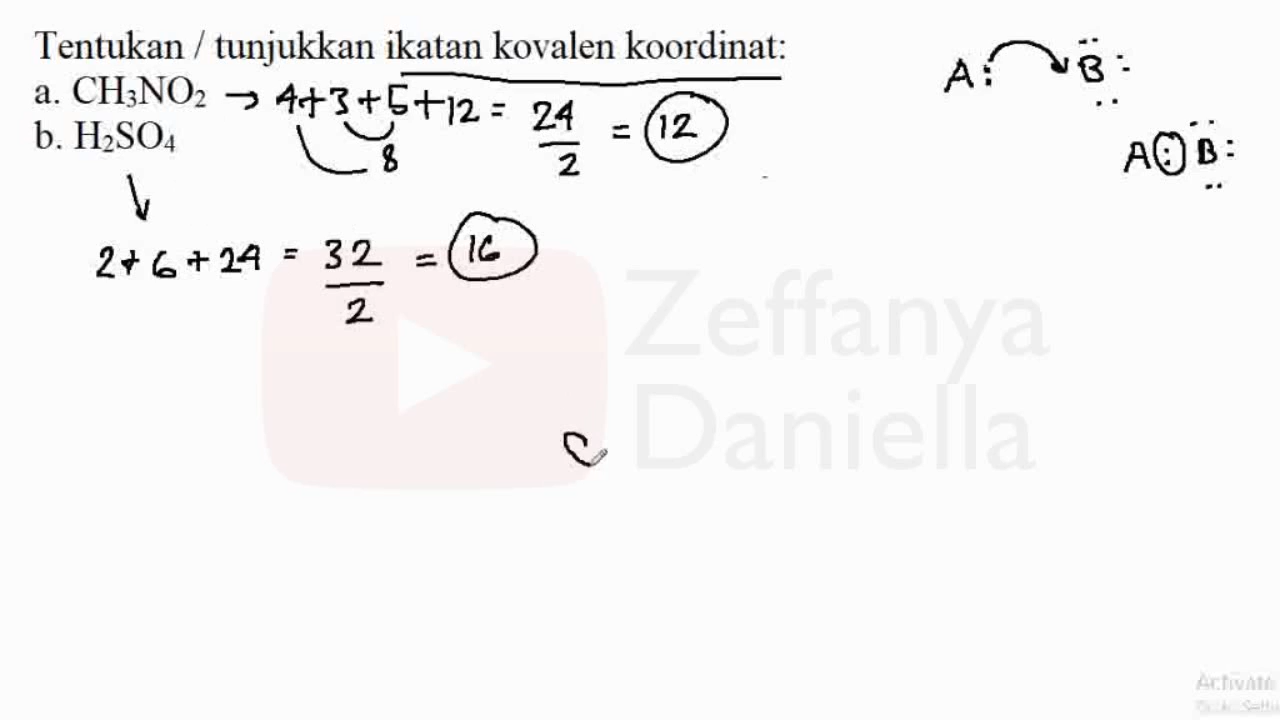 Tentukan / tunjukkan ikatan kovalen koordinat:
a. CH₃NO₂ → 4+3+5+12 = 24/2 = 12
8
b. H₂SO₄
2+6+24 = 32/2 = 16
A: B:
A:B:
Zeffanya
Daniella
C
Activate